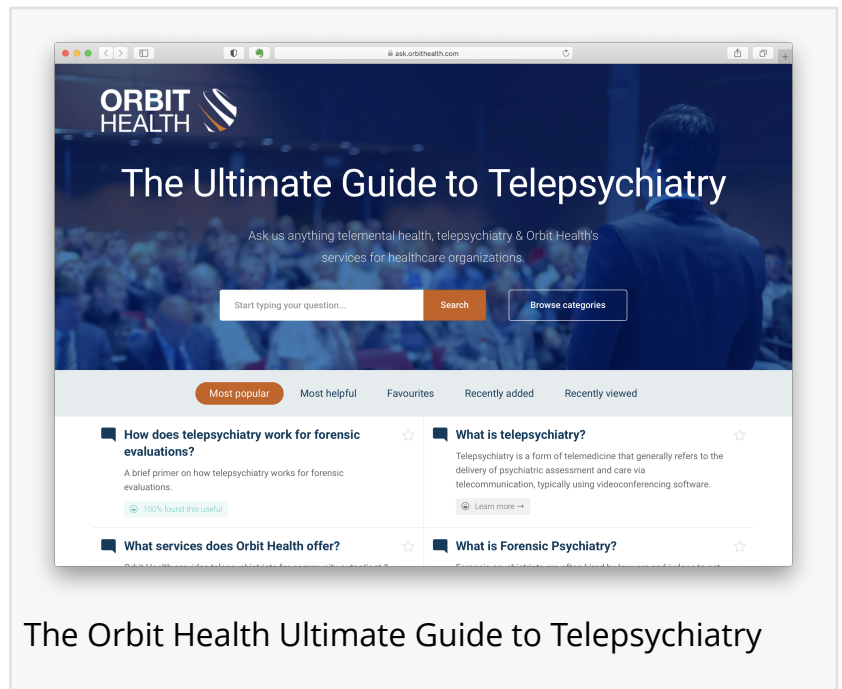 ask.orbithealth.com
ORBIT
HEALTH
The Ultimate Guide to Telepsychiatry
Ask us anything telemental health, telepsychiatry & Orbit Health's
services for healthcare organizations.
Start typing your question...
Search
Browse categories
Most popular
Most helpful
Favourites
Recently added
Recently viewed
How does telepsychiatry work for forensic
evaluations?
A brief primer on how telepsychiatry works for forensic
evaluations.
100% found this useful
What is telepsychiatry?
Telepsychiatry is a form of telemedicine that generally refers to the
delivery of psychiatric assessment and care via
telecommunication, typically using videoconferencing software.
Learn more →
What services does Orbit Health offer?
What is Forensic Psychiatry?
The Orbit Health Ultimate Guide to Telepsychiatry